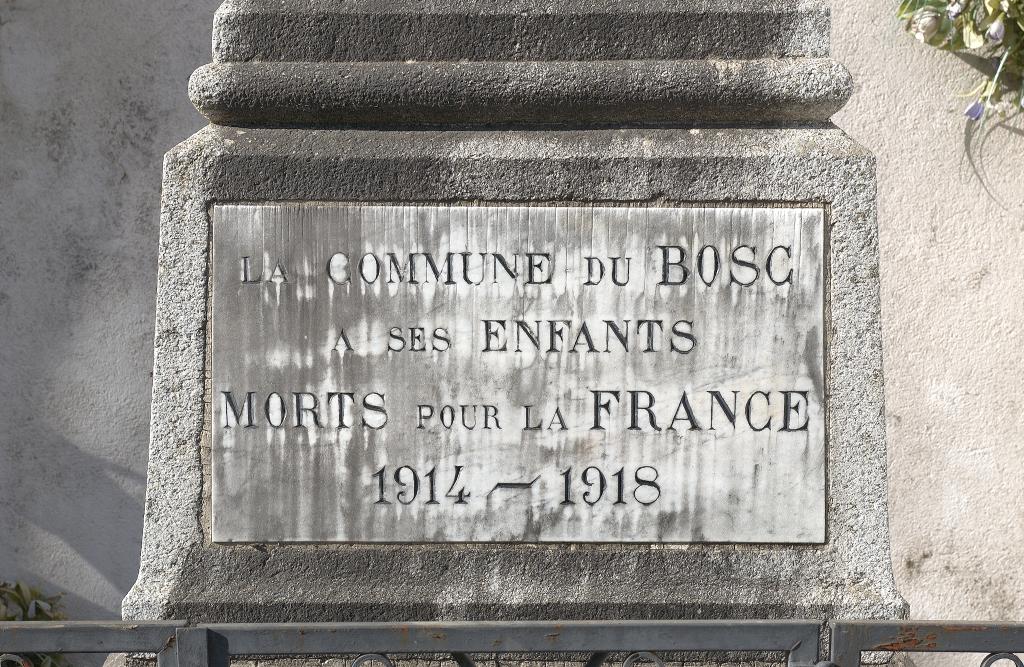 LA COMMUNE DU BOSC
A SES ENFANTS
MORTS POUR LA FRANCE
1914 — 1918